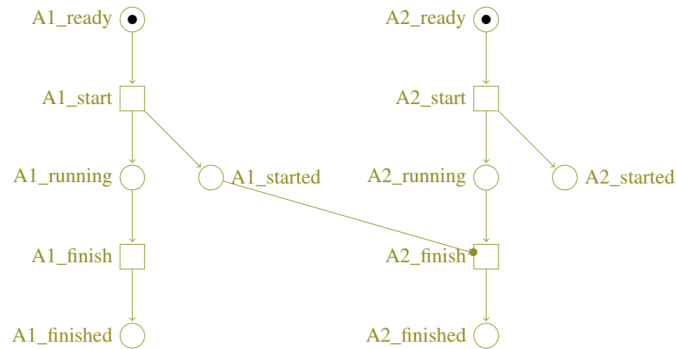 A1_ready
A2_ready
A1_start
A2_start
A1_running
A1_started
A2_running
A2_started
A1_finish
A2_finish
A1_finished
A2_finished